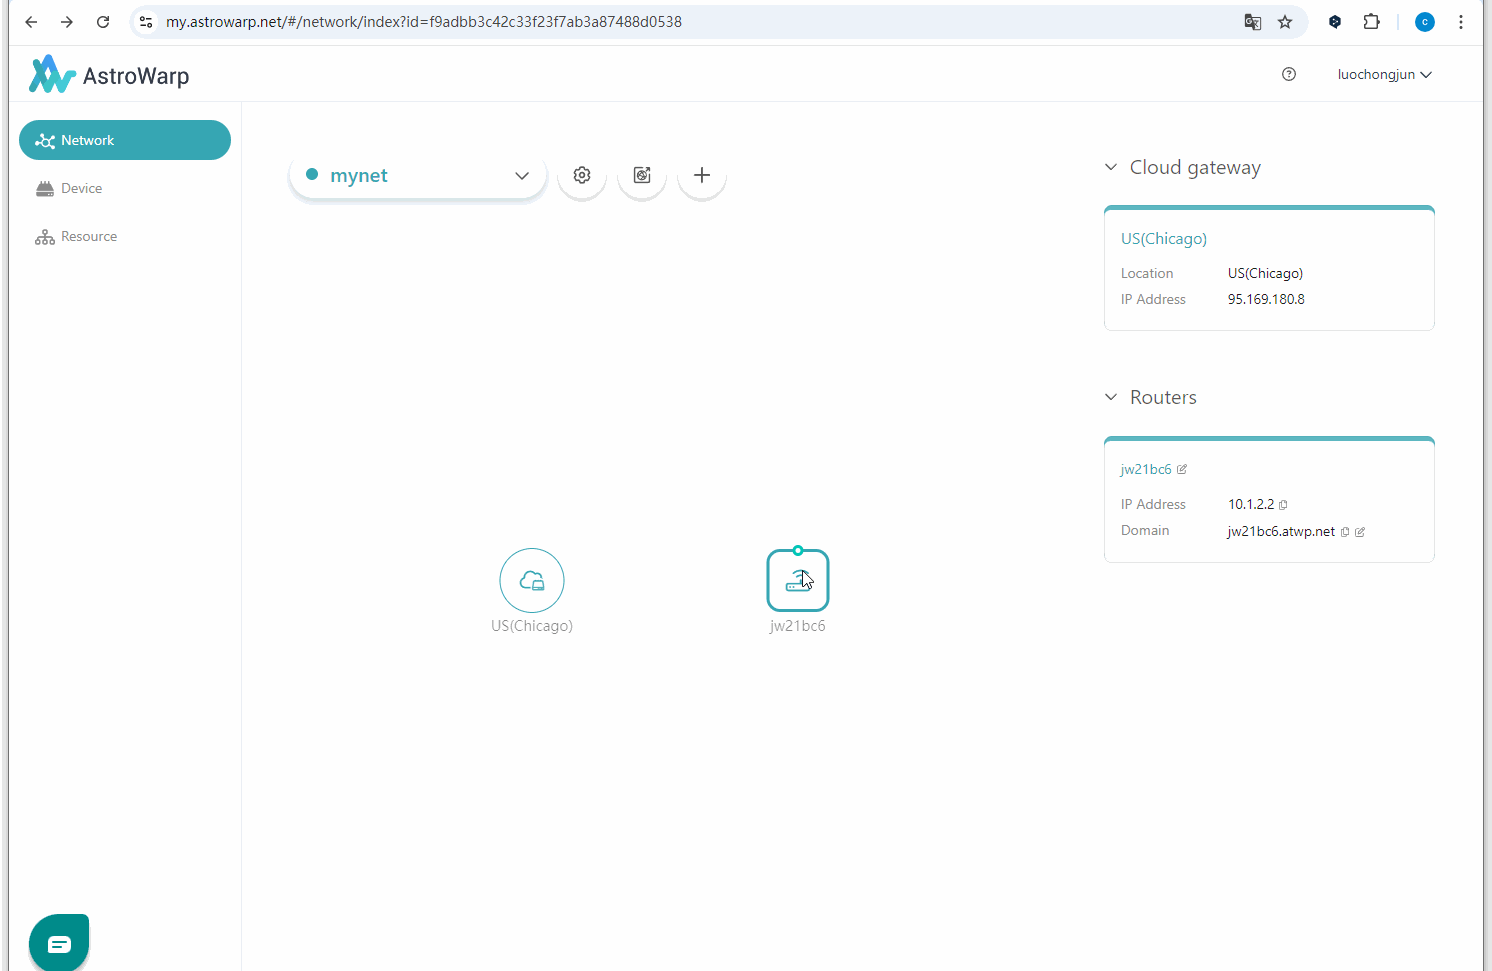 my.astrowarp.net/#/network/index?id=f9adbb3c42c33f23f7ab3a87488d0538
c
AstroWarp
luochongjun
Network
Device
Resource
mynet
US(Chicago)
jw21bc6
Cloud gateway
US(Chicago)
Location US(Chicago)
IP Address 95.169.180.8
Routers
jw21bc6
IP Address 10.1.2.2
Domain jw21bc6.atwp.net